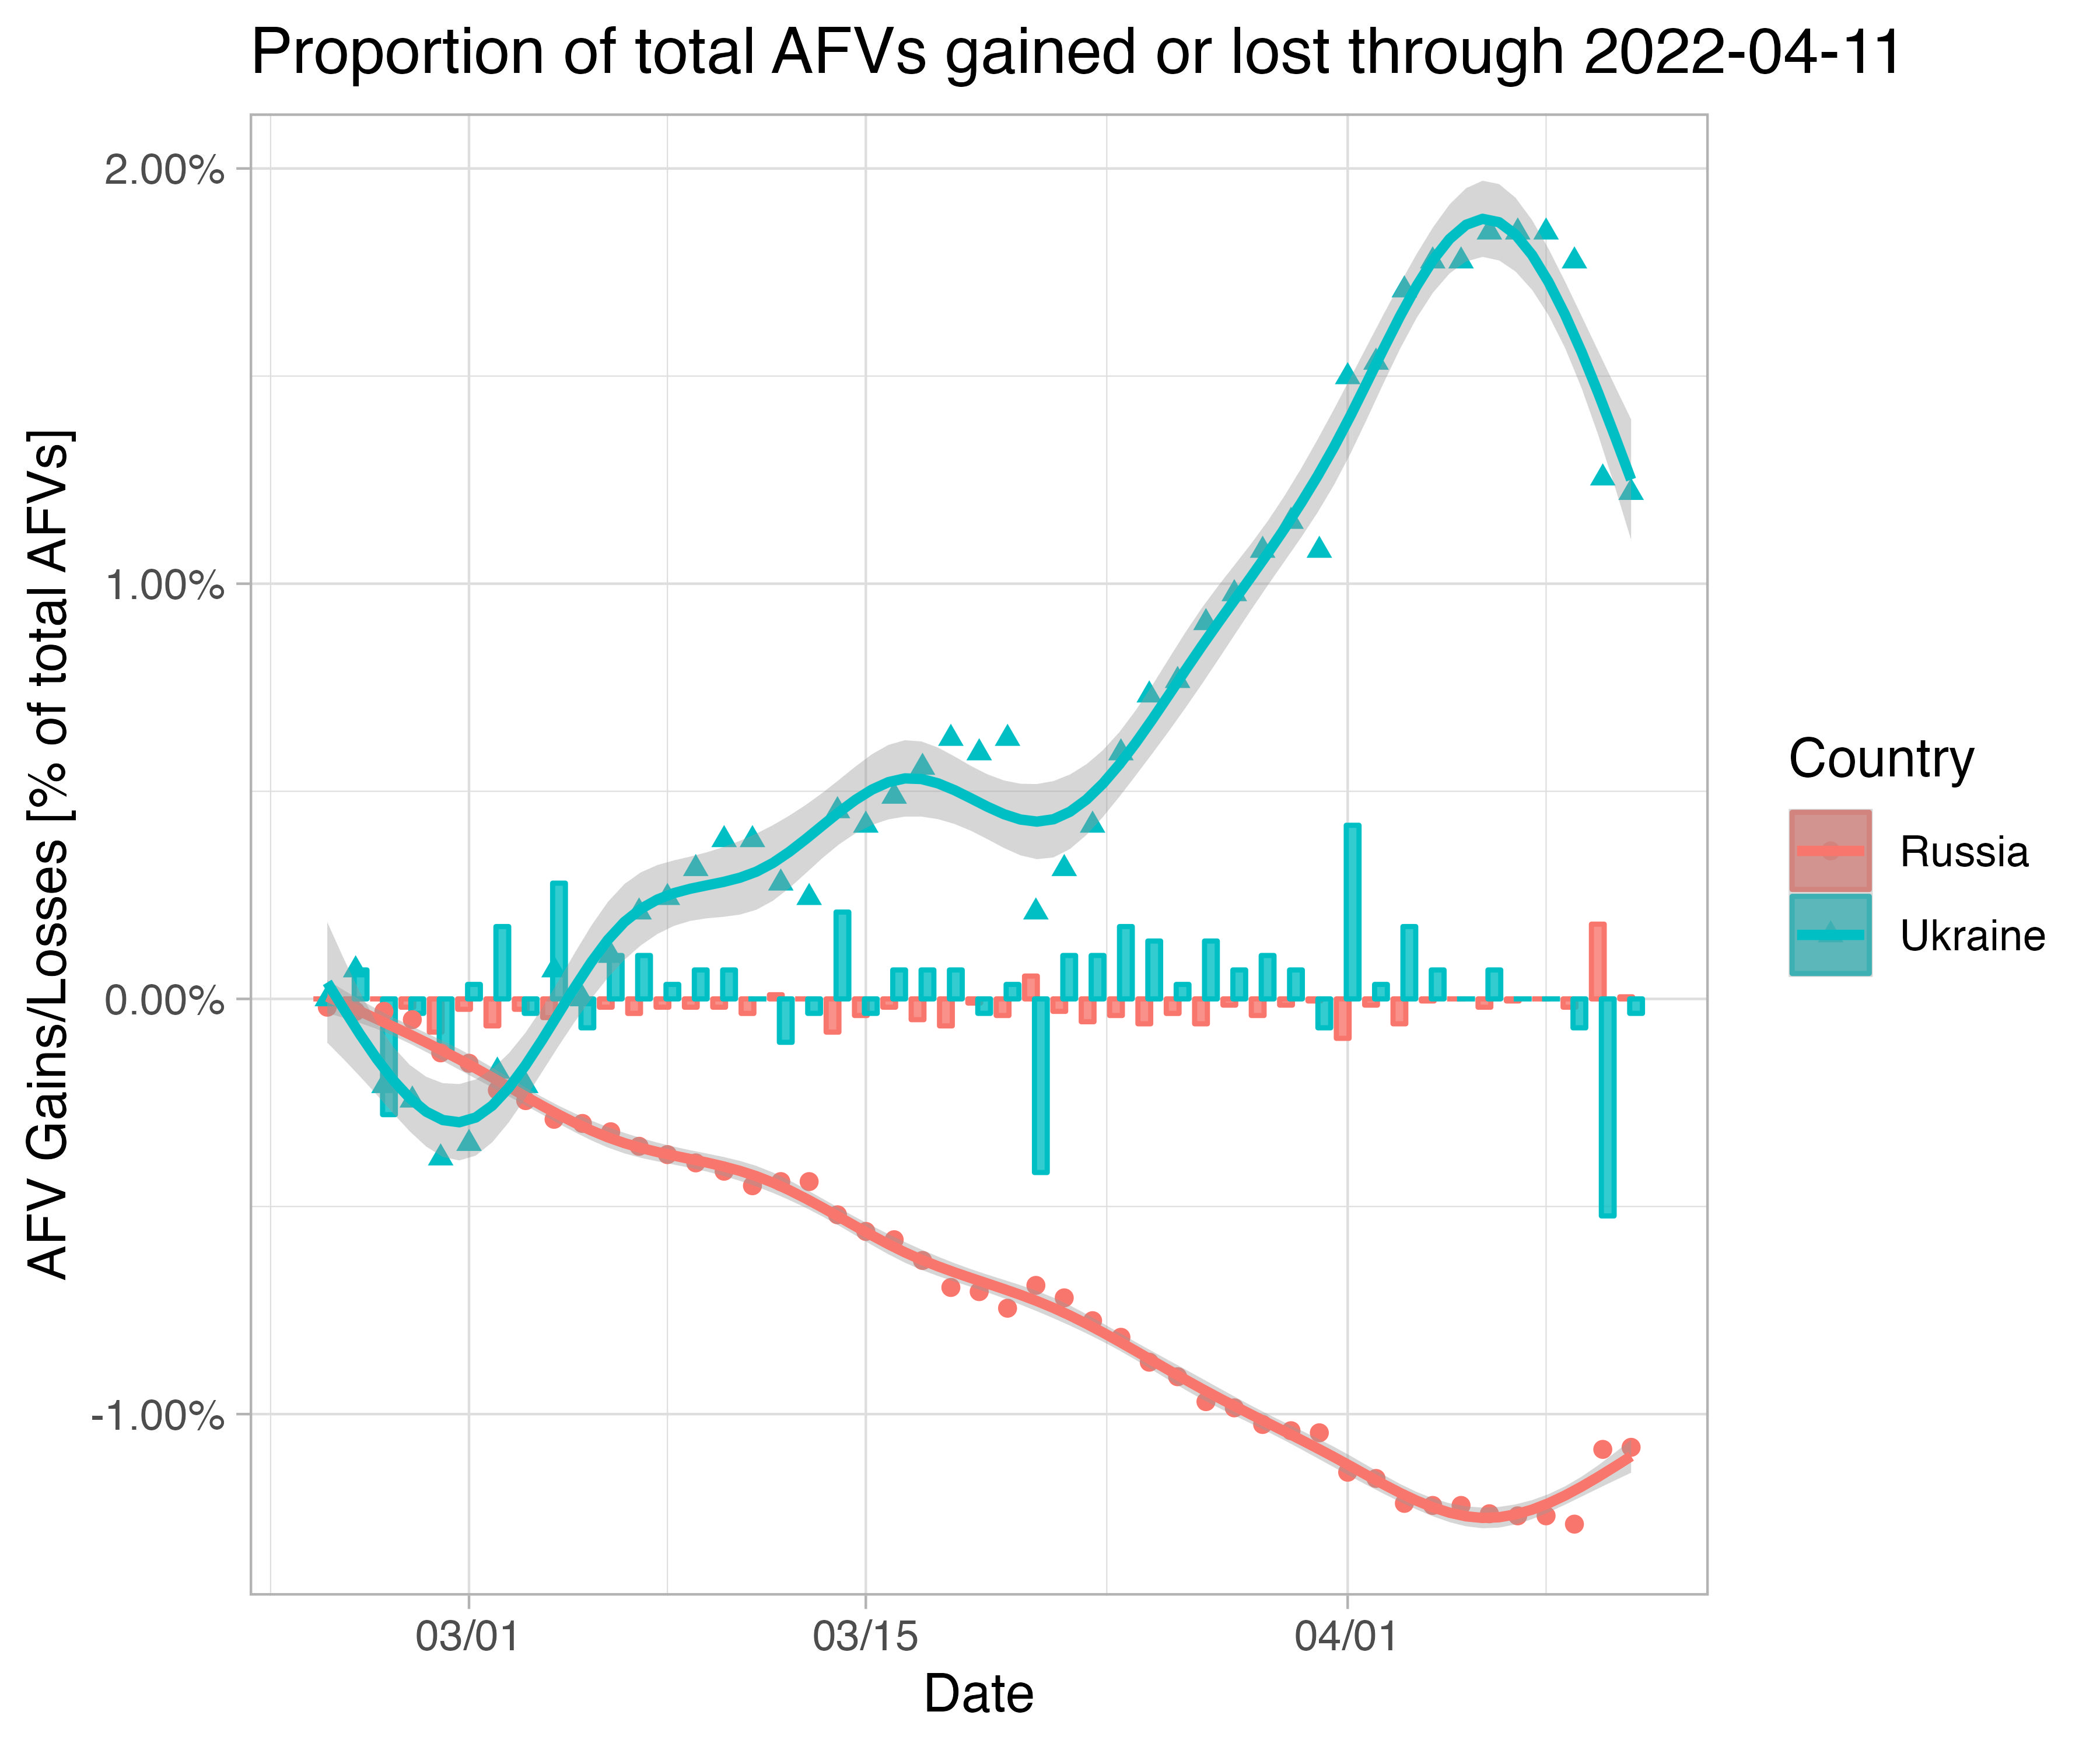 Proportion of total AFVs gained or lost through 2022-04-11
AFV Gains/Losses [% of total AFVs]
2.00%
1.00%
0.00%
-1.00%
03/01
03/15
04/01
Date
Country
Russia
Ukraine